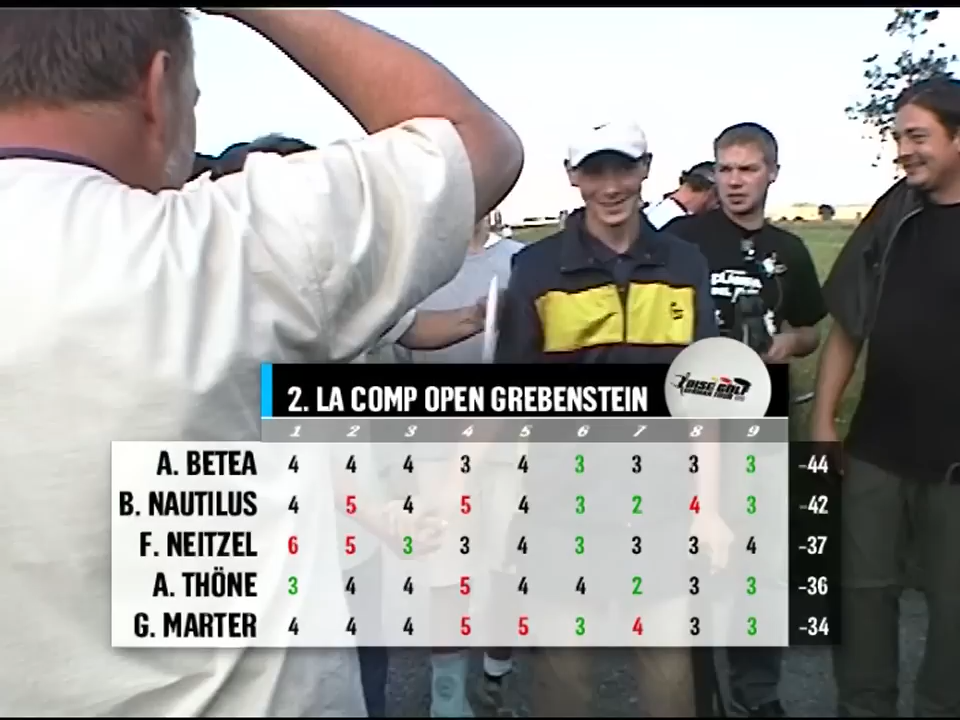 2. LA COMP OPEN GREBENSTEIN
DISC GOLF
1 2 3 4 5 6 7 8 9
A. BETEA 4 4 4 3 4 3 3 3 3 -44
B. NAUTILUS 4 5 4 5 4 3 2 4 3 -42
F. NEITZEL 6 5 3 3 4 3 3 3 4 -37
A. THÖNE 3 4 4 5 4 4 2 3 3 -36
G. MARTER 4 4 4 5 5 3 4 3 3 -34